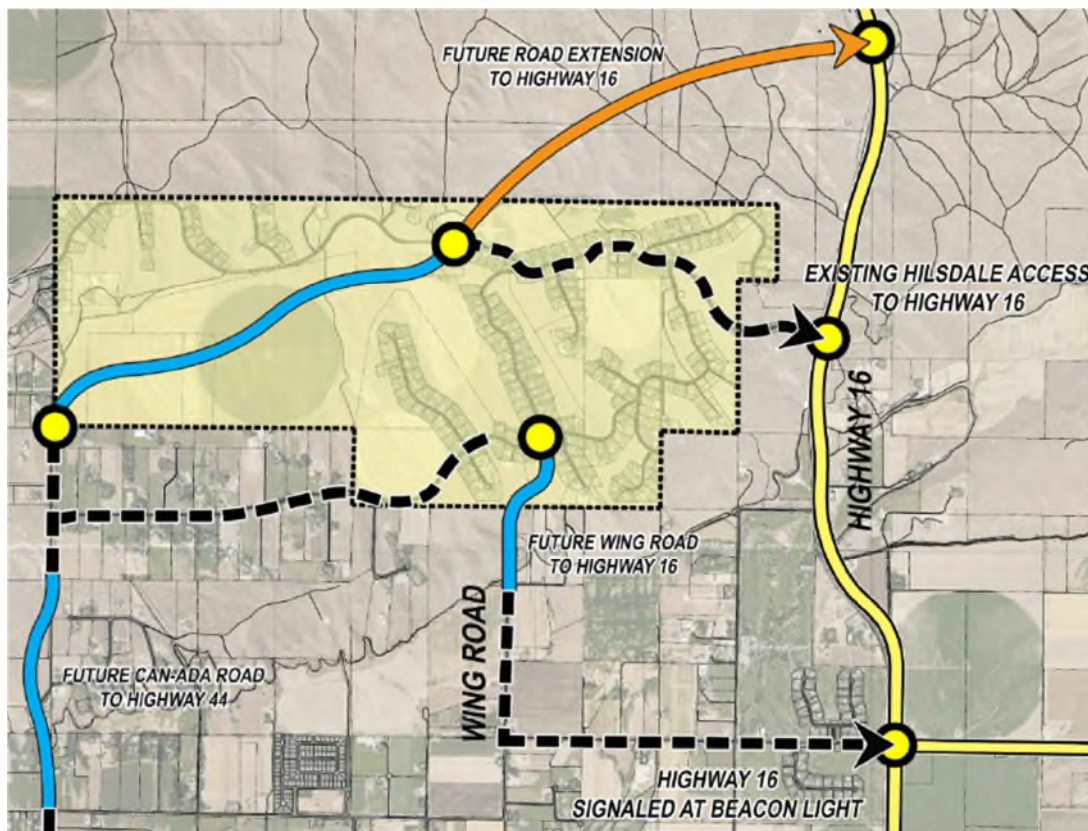 FUTURE ROAD EXTENSION
TO HIGHWAY 16
EXISTING HILSDALE ACCESS
TO HIGHWAY 16
HIGHWAY 16
FUTURE WING ROAD
TO HIGHWAY 16
WING ROAD
FUTURE CAN-ADA ROAD
TO HIGHWAY 44
HIGHWAY 16
SIGNALED AT BEACON LIGHT